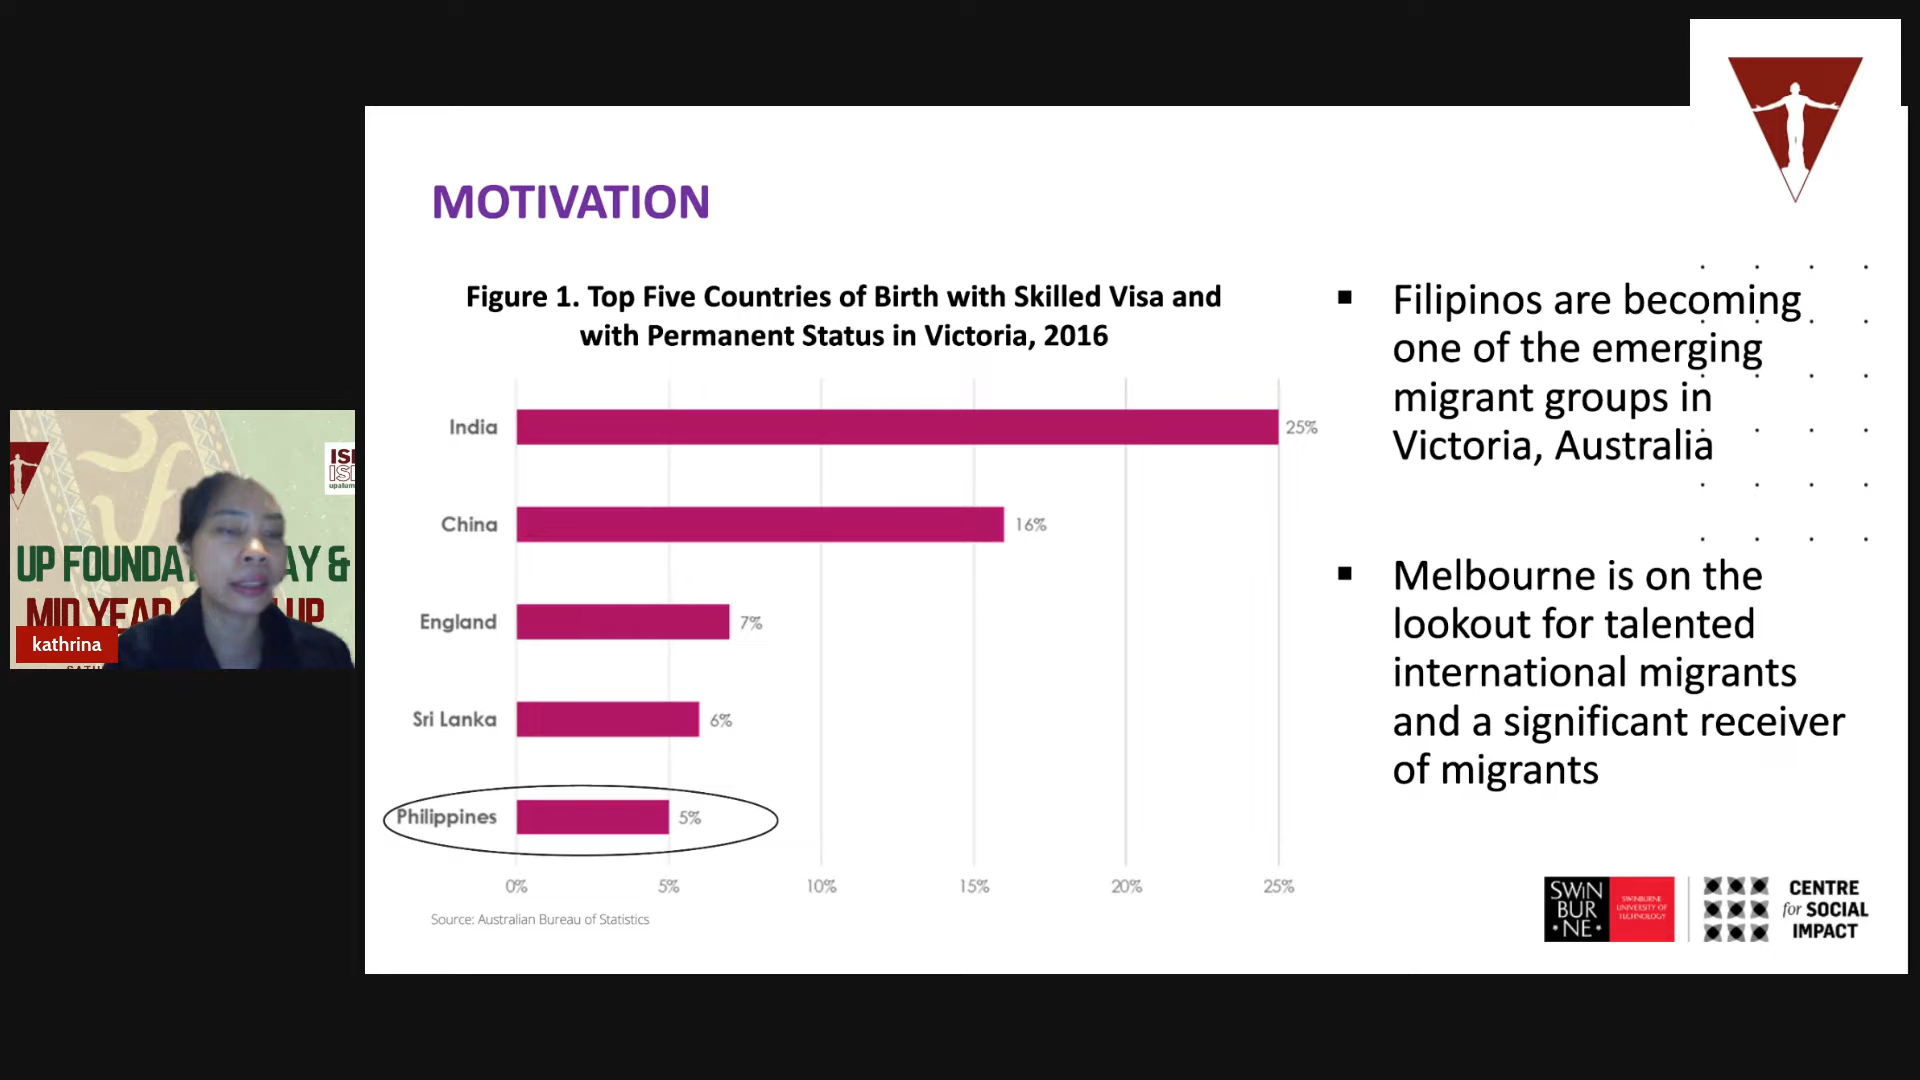 MOTIVATION
Figure 1. Top Five Countries of Birth with Skilled Visa and
with Permanent Status in Victoria, 2016
India
25%
China
16%
England
7%
Sri Lanka
6%
Philippines
5%
0%
5%
10%
15%
20%
25%
Source: Australian Bureau of Statistics
▪ Filipinos are becoming
one of the emerging
migrant groups in
Victoria, Australia
▪ Melbourne is on the
lookout for talented
international migrants
and a significant receiver
of migrants
SWiN
BUR
•NE•
SWINBURNE
UNIVERSITY OF
TECHNOLOGY
CENTRE
for SOCIAL
IMPACT
UP
AY &
MID YEAR
UP
kathrina